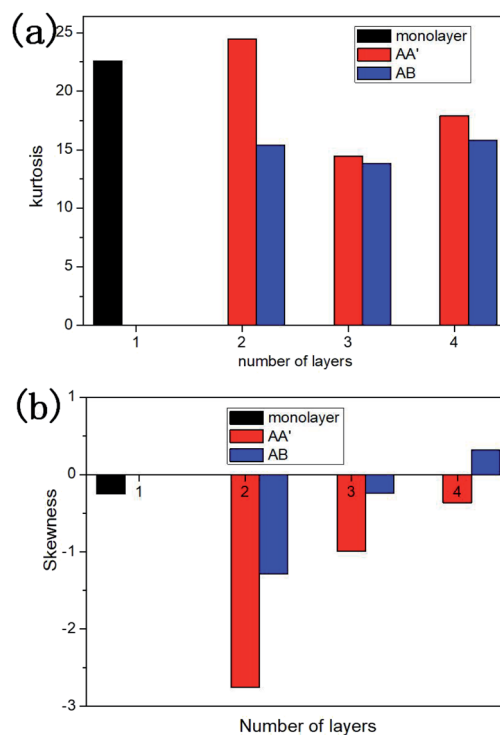 (a)
25
20
15
10
5
0
kurtosis
monolayer
AA'
AB
1 2 3 4
number of layers
(b)
1
0
-1
-2
-3
Skewness
monolayer
AA'
AB
1 2 3 4
Number of layers